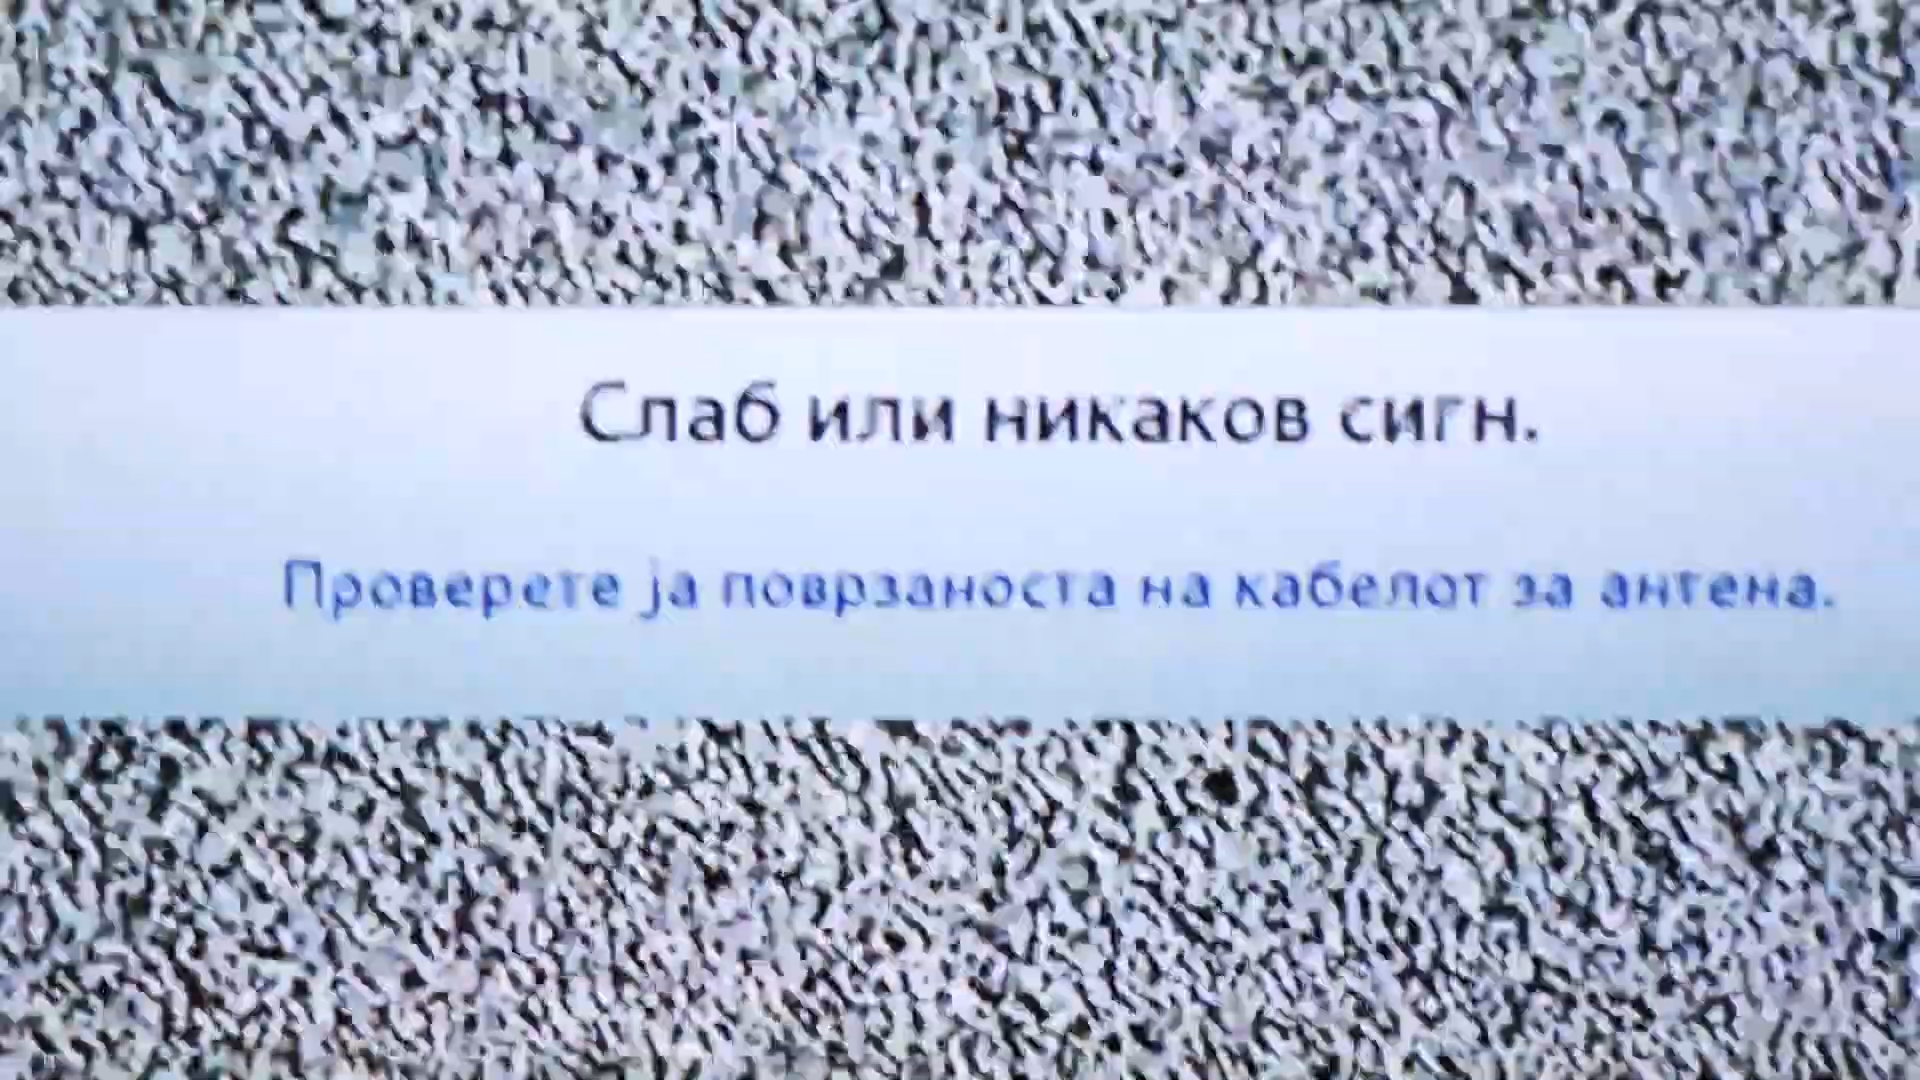 Слаб или никаков сигн.
Проверете ја поврзаноста на кабелот за антена.